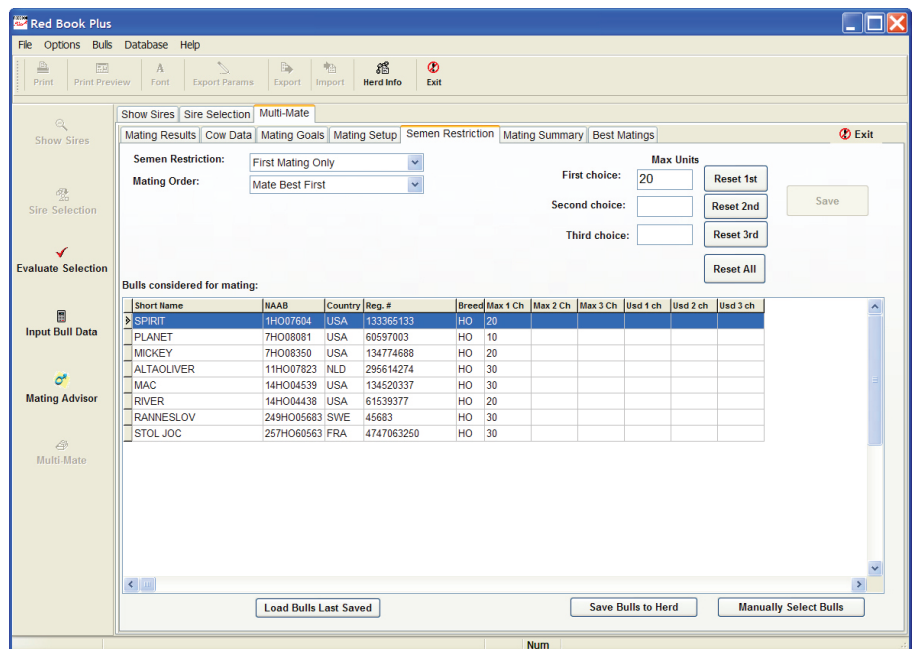 Red Book Plus
File Options Bulls Database Help
Print Print Preview Font Export Params Export Import Herd Info Exit
Show Sires Sire Selection Multi-Mate
Mating Results Cow Data Mating Goals Mating Setup Semen Restriction Mating Summary Best Matings Exit
Show Sires
Sire Selection
Evaluate Selection
Input Bull Data
Mating Advisor
Multi-Mate
Semen Restriction: First Mating Only
Mating Order: Mate Best First
Max Units
First choice: 20 Reset 1st
Second choice: Reset 2nd
Third choice: Reset 3rd
Reset All
Save
Bulls considered for mating:
Short Name NAAB Country Reg. # Breed Max 1 Ch Max 2 Ch Max 3 Ch Usd 1 ch Usd 2 ch Usd 3 ch
SPIRIT 1HO07604 USA 133365133 HO 20
PLANET 7HO08081 USA 60597003 HO 10
MICKEY 7HO08350 USA 134774688 HO 20
ALTAOLIVER 11HO07823 NLD 295614274 HO 30
MAC 14HO04539 USA 134520337 HO 30
RIVER 14HO04438 USA 61539377 HO 20
RANNESLOV 249HO05683 SWE 45683 HO 30
STOL JOC 257HO60563 FRA 4747063250 HO 30
Load Bulls Last Saved Save Bulls to Herd Manually Select Bulls
Num